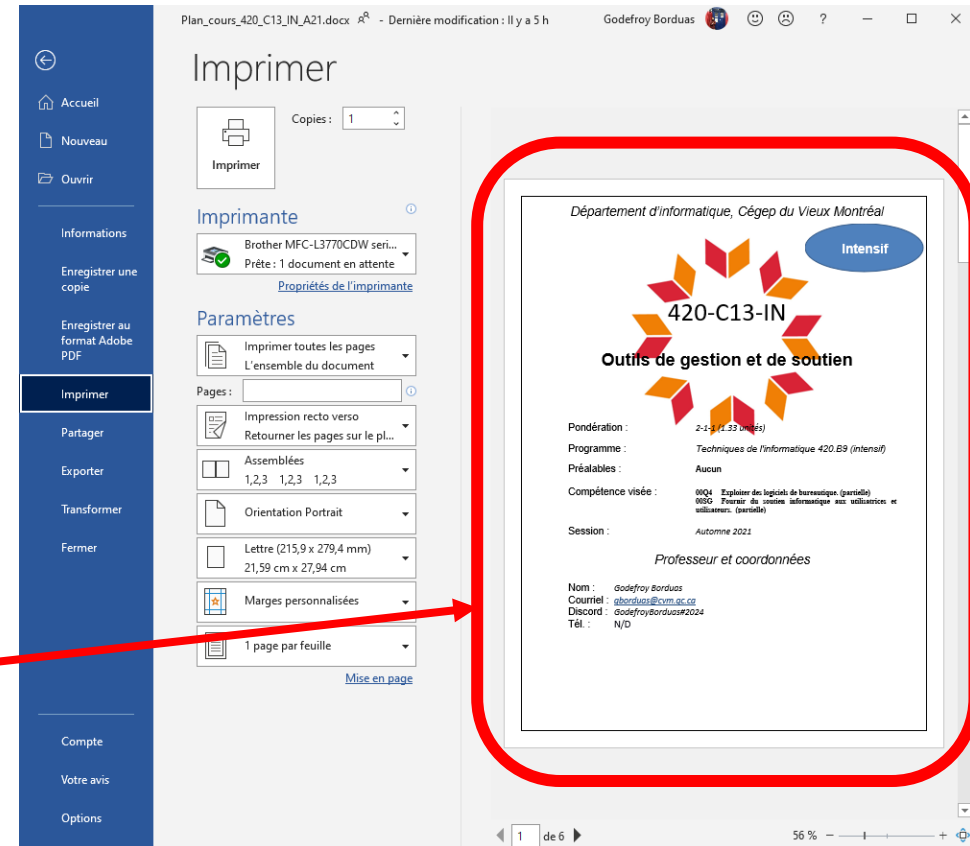 Plan_cours_420_C13_IN_A21.docx - Dernière modification : Il y a 5 h
Godefroy Borduas
?
Imprimer
Accueil
Nouveau
Ouvrir
Informations
Enregistrer une
copie
Enregistrer au
format Adobe
PDF
Imprimer
Partager
Exporter
Transformer
Fermer
Compte
Votre avis
Options
Imprimer
Copies : 1
Imprimante
Brother MFC-L3770CDW seri...
Prête : 1 document en attente
Propriétés de l'imprimante
Paramètres
Imprimer toutes les pages
L'ensemble du document
Pages :
Impression recto verso
Retourner les pages sur le pl...
Assemblées
1,2,3 1,2,3 1,2,3
Orientation Portrait
Lettre (215,9 x 279,4 mm)
21,59 cm x 27,94 cm
Marges personnalisées
1 page par feuille
Mise en page
Département d'informatique, Cégep du Vieux Montréal
Intensif
420-C13-IN
Outils de gestion et de soutien
Pondération : 2-1-1 (1.33 unités)
Programme : Techniques de l'informatique 420.B9 (intensif)
Préalables : Aucun
Compétence visée : 00Q4 Exploiter des logiciels de bureautique. (partielle)
00SG Fournir du soutien informatique aux utilisatrices et
utilisateurs. (partielle)
Session : Automne 2021
Professeur et coordonnées
Nom : Godefroy Borduas
Courriel : gborduas@cvm.qc.ca
Discord : GodefroyBorduas#2024
Tél. : N/D
1 de 6
56 %